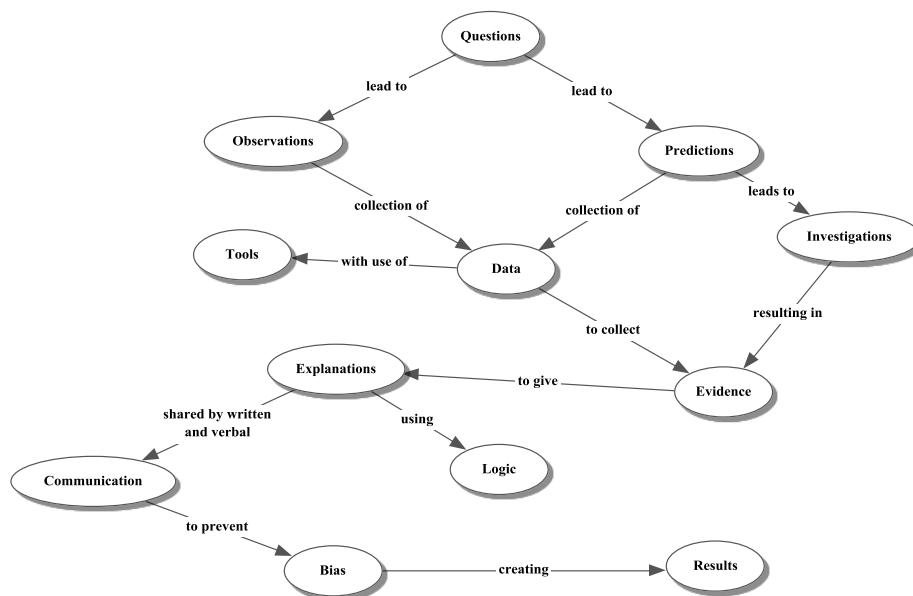 Questions
lead to
lead to
Observations
Predictions
leads to
collection of
collection of
Investigations
Tools
with use of
Data
resulting in
to collect
Explanations
to give
Evidence
shared by written
and verbal
using
Communication
Logic
to prevent
Bias
creating
Results